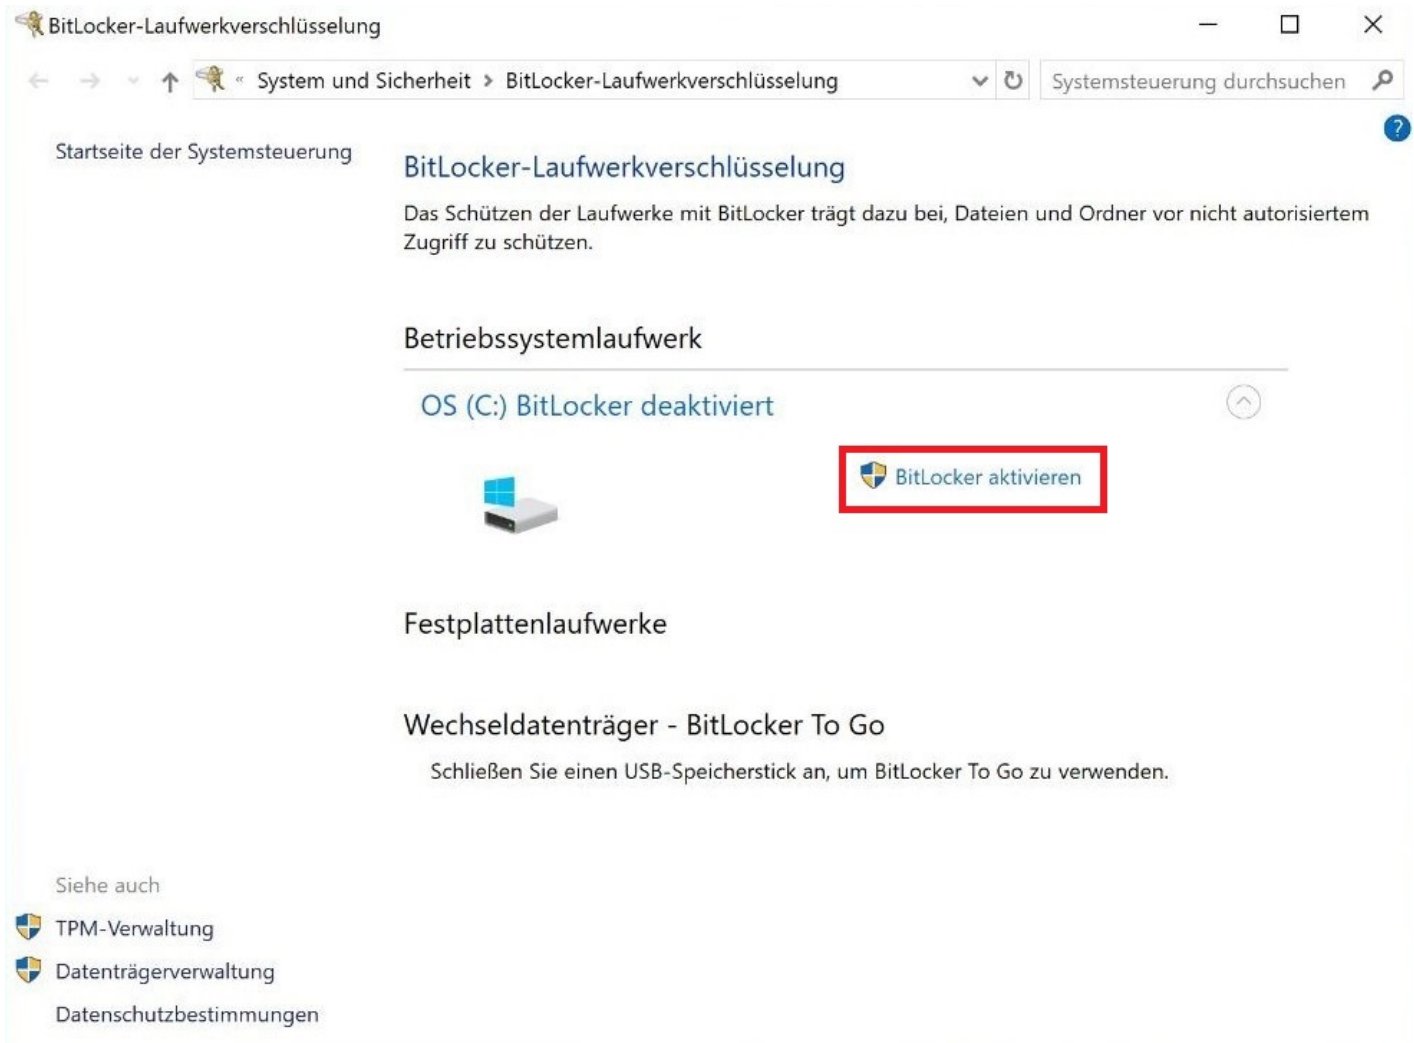 BitLocker-Laufwerkverschlüsselung
« System und Sicherheit > BitLocker-Laufwerkverschlüsselung
Systemsteuerung durchsuchen
?
Startseite der Systemsteuerung
BitLocker-Laufwerkverschlüsselung
Das Schützen der Laufwerke mit BitLocker trägt dazu bei, Dateien und Ordner vor nicht autorisiertem
Zugriff zu schützen.
Betriebssystemlaufwerk
OS (C:) BitLocker deaktiviert
BitLocker aktivieren
Festplattenlaufwerke
Wechseldatenträger - BitLocker To Go
Schließen Sie einen USB-Speicherstick an, um BitLocker To Go zu verwenden.
Siehe auch
TPM-Verwaltung
Datenträgerverwaltung
Datenschutzbestimmungen